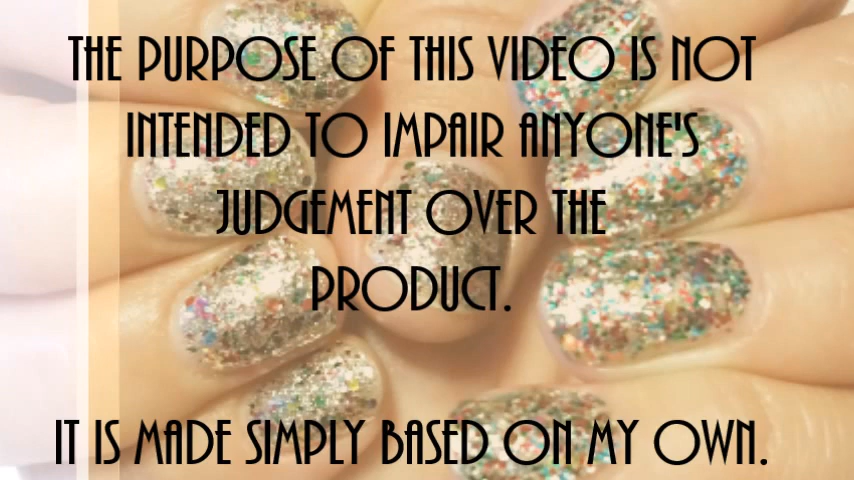 THE PURPOSE OF THIS VIDEO IS NOT
INTENDED TO IMPAIR ANYONE'S
JUDGEMENT OVER THE
PRODUCT.
IT IS MADE SIMPLY BASED ON MY OWN.